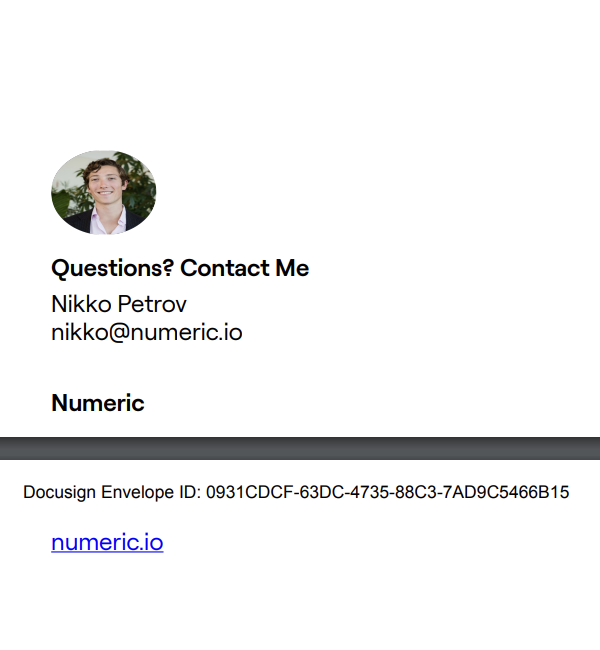 Questions? Contact Me
Nikko Petrov
nikko@numeric.io
Numeric
Docusign Envelope ID: 0931CDCF-63DC-4735-88C3-7AD9C5466B15
numeric.io